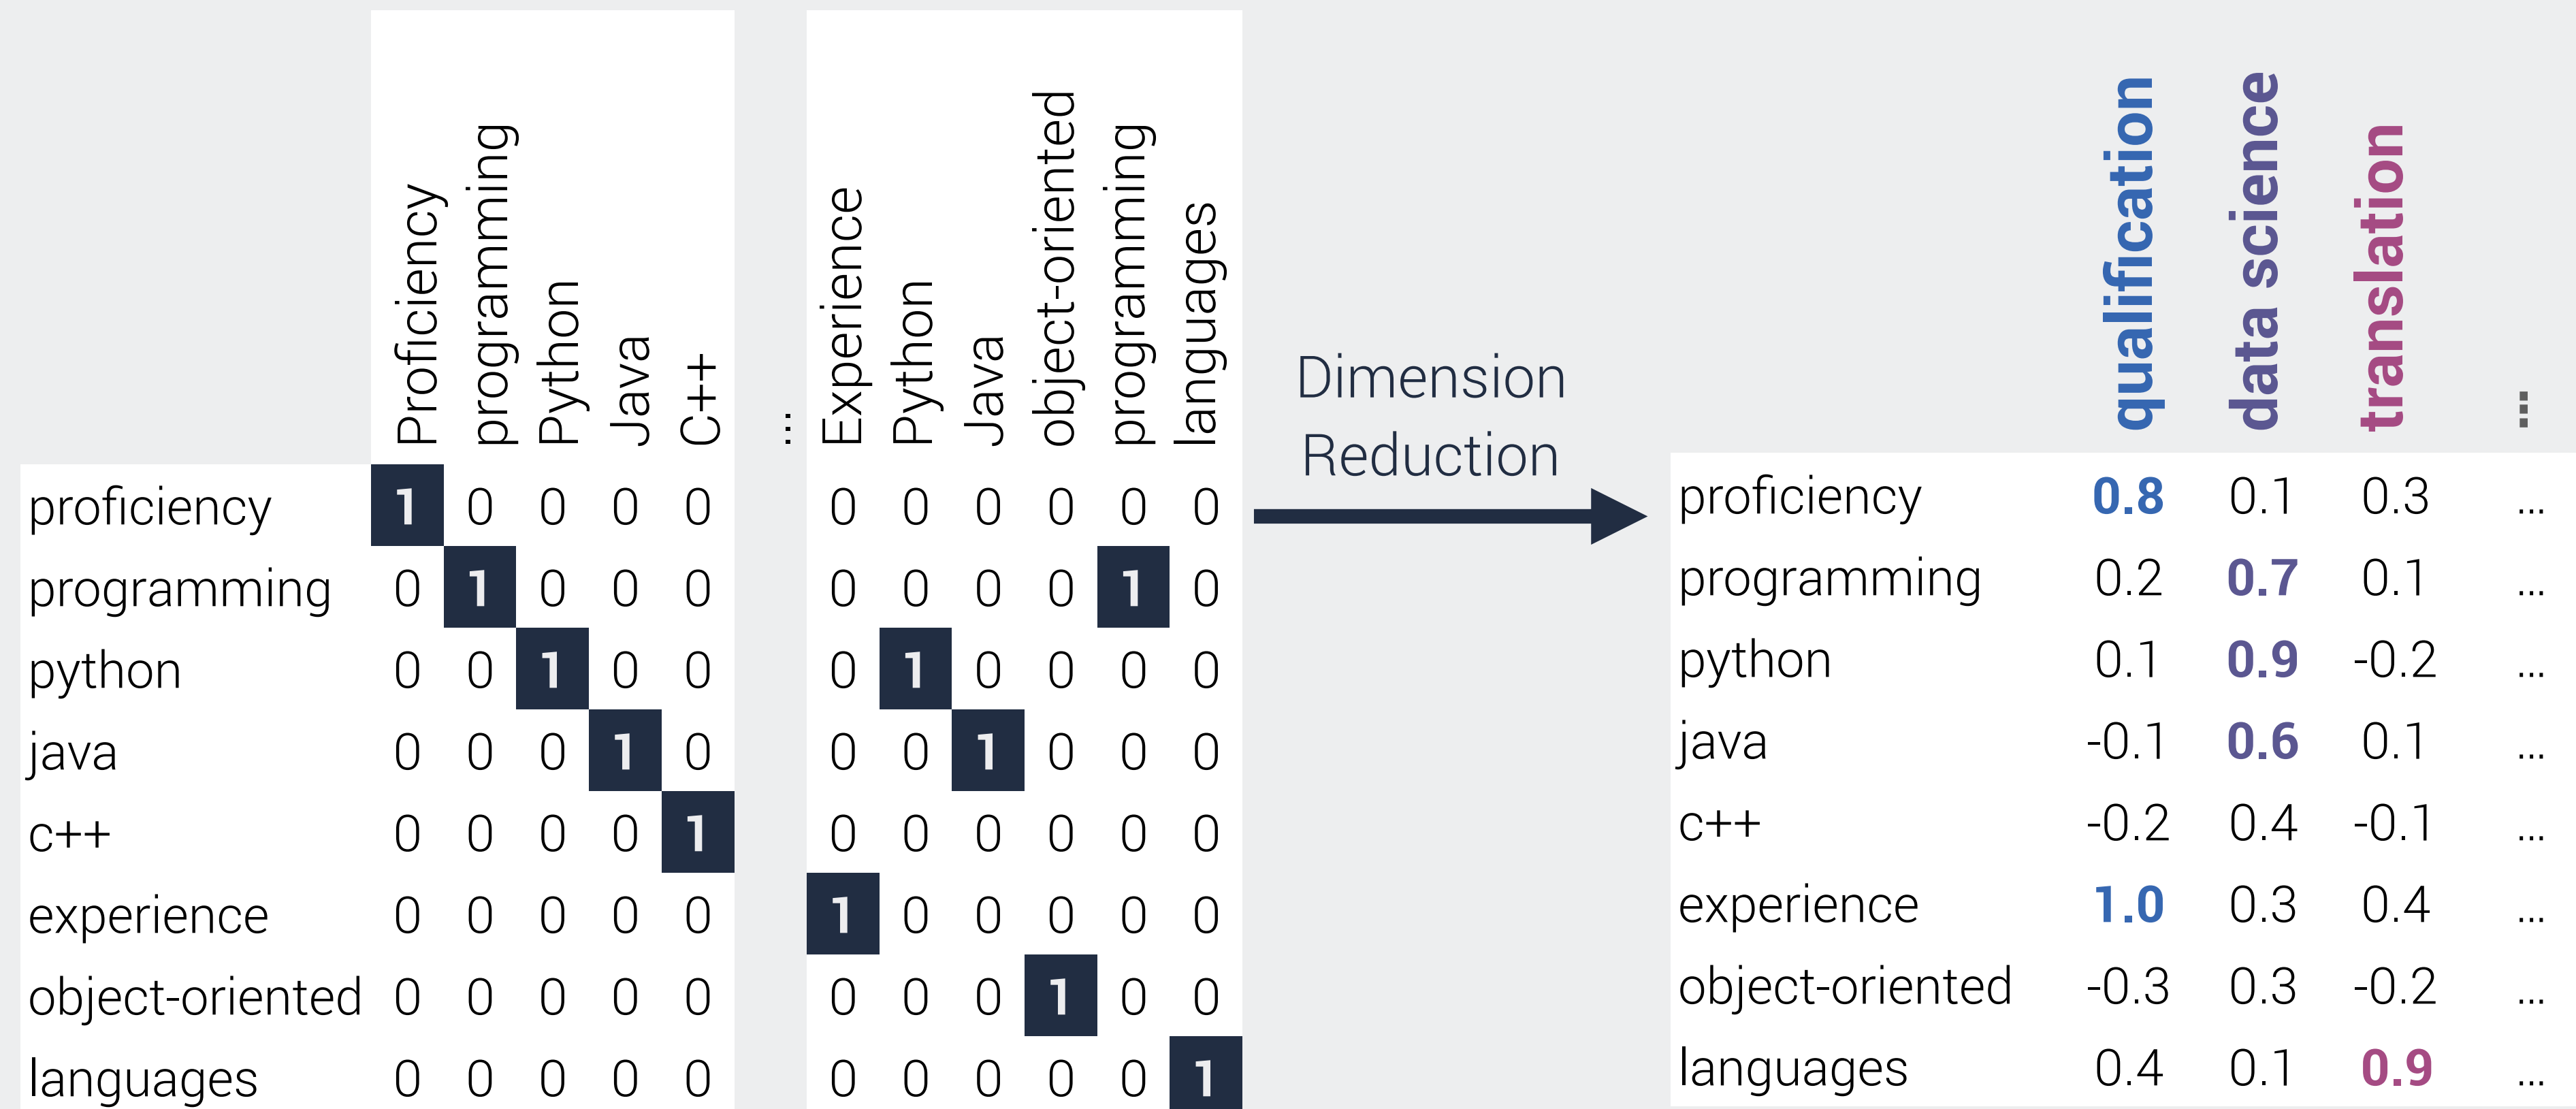 Proficiency programming Python Java C++ ... Experience Python Java object-oriented programming languages
proficiency 1 0 0 0 0 0 0 0 0 0 0
programming 0 1 0 0 0 0 0 0 0 1 0
python 0 0 1 0 0 0 1 0 0 0 0
java 0 0 0 1 0 0 0 1 0 0 0
c++ 0 0 0 0 1 0 0 0 0 0 0
experience 0 0 0 0 0 1 0 0 0 0 0
object-oriented 0 0 0 0 0 0 0 0 1 0 0
languages 0 0 0 0 0 0 0 0 0 0 1
Dimension
Reduction
qualification data science translation ...
proficiency 0.8 0.1 0.3 ...
programming 0.2 0.7 0.1 ...
python 0.1 0.9 -0.2 ...
java -0.1 0.6 0.1 ...
c++ -0.2 0.4 -0.1 ...
experience 1.0 0.3 0.4 ...
object-oriented -0.3 0.3 -0.2 ...
languages 0.4 0.1 0.9 ...